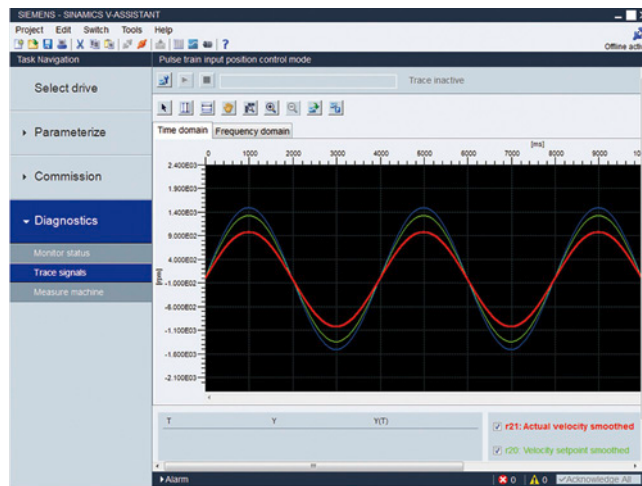 SIEMENS - SINAMICS V-ASSISTANT
Project Edit Switch Tools Help
Task Navigation
Pulse train input position control mode
Select drive
Trace inactive
Parameterize
Commission
Diagnostics
Monitor status
Trace signals
Measure machine
Time domain Frequency domain
[ms]
0 1000 2000 3000 4000 5000 6000 7000 8000 9000
2.400E03
1.900E03
1.400E03
9.000E02
4.000E02
-1.000E02
-6.000E02
-1.100E03
-1.600E03
-2.100E03
[rpm]
T Y Y(T)
r21: Actual velocity smoothed
r20: Velocity setpoint smoothed
Alarm
0 0 Acknowledge All